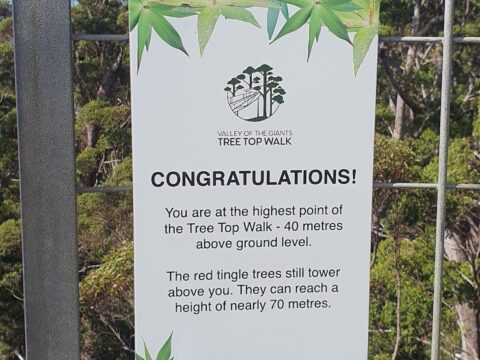 VALLEY OF THE GIANTS
TREE TOP WALK
CONGRATULATIONS!
You are at the highest point of
the Tree Top Walk - 40 metres
above ground level.
The red tingle trees still tower
above you. They can reach a
height of nearly 70 metres.